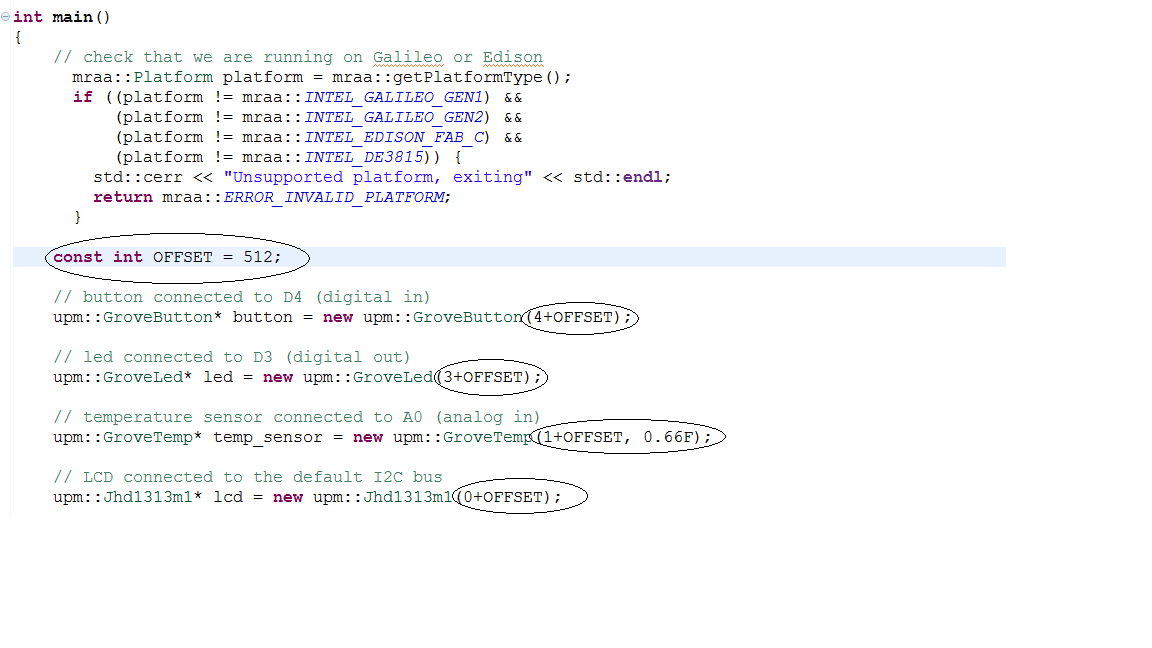 int main()
{
    // check that we are running on Galileo or Edison
      mraa::Platform platform = mraa::getPlatformType();
      if ((platform != mraa::INTEL_GALILEO_GEN1) &&
          (platform != mraa::INTEL_GALILEO_GEN2) &&
          (platform != mraa::INTEL_EDISON_FAB_C) &&
          (platform != mraa::INTEL_DE3815)) {
        std::cerr << "Unsupported platform, exiting" << std::endl;
        return mraa::ERROR_INVALID_PLATFORM;
      }
    const int OFFSET = 512;
    // button connected to D4 (digital in)
    upm::GroveButton* button = new upm::GroveButton(4+OFFSET);
    // led connected to D3 (digital out)
    upm::GroveLed* led = new upm::GroveLed(3+OFFSET);
    // temperature sensor connected to A0 (analog in)
    upm::GroveTemp* temp_sensor = new upm::GroveTemp(1+OFFSET, 0.66F);
    // LCD connected to the default I2C bus
    upm::Jhd1313m1* lcd = new upm::Jhd1313m1(0+OFFSET);